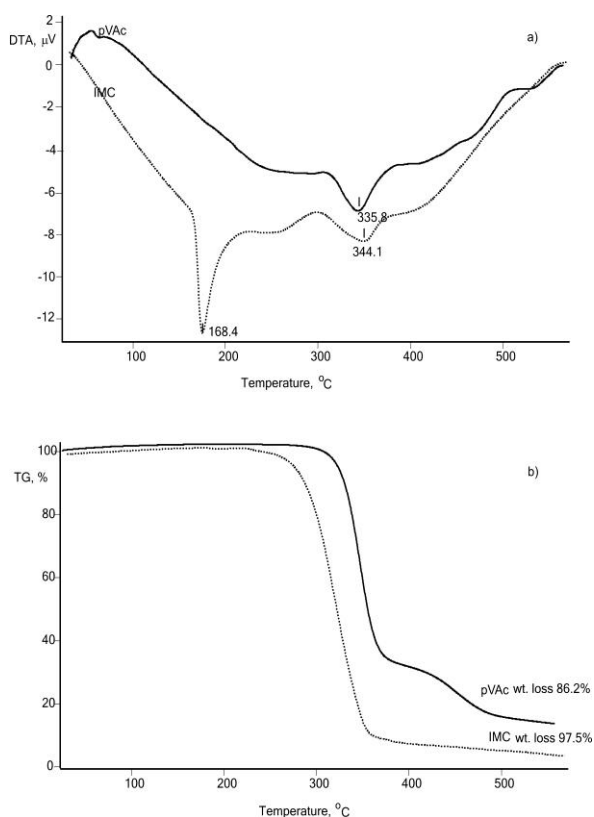 2
DTA, μV
pVAc
a)
0
IMC
-2
-4
-6
335.8
-8
344.1
-10
-12
168.4
100 200 300 400 500
Temperature, °C
100
TG, %
b)
80
60
40
20
pVAc wt. loss 86.2%
IMC wt. loss 97.5%
0
100 200 300 400 500
Temperature, °C